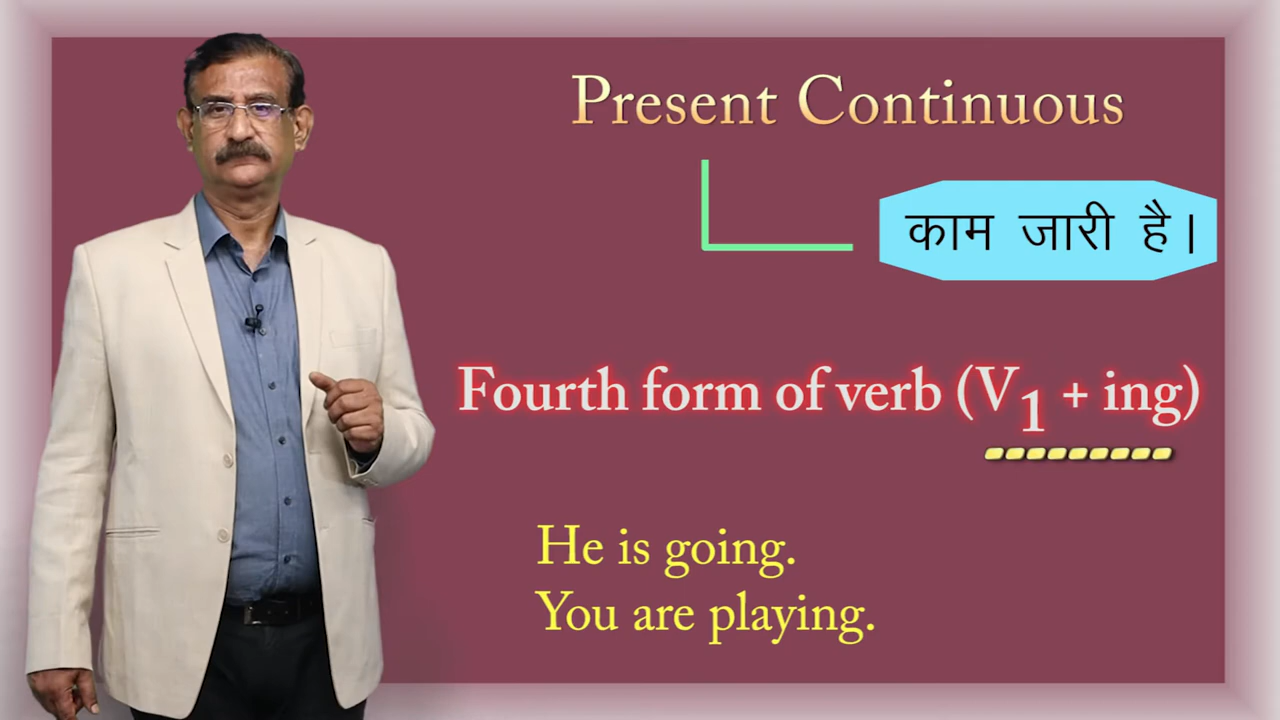 Present Continuous
काम जारी है।
Fourth form of verb (V₁ + ing)
He is going.
You are playing.